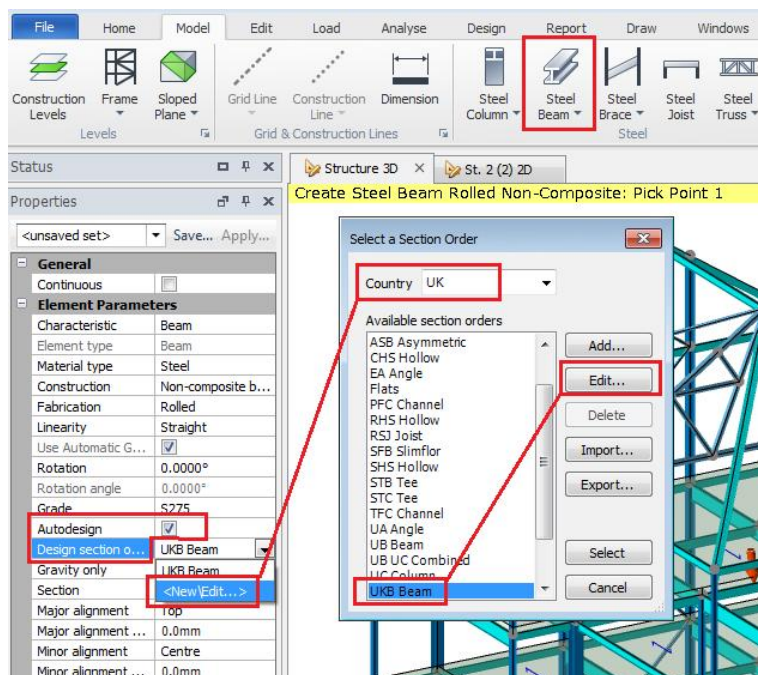 File Home Model Edit Load Analyse Design Report Draw Windows
Construction Levels
Frame
Sloped Plane
Grid Line
Construction Line
Dimension
Steel Column
Steel Beam
Steel Brace
Steel Joist
Steel Truss
Levels
Grid & Construction Lines
Steel
Status
Structure 3D
St. 2 (2) 2D
Properties
Create Steel Beam Rolled Non-Composite: Pick Point 1
<unsaved set> Save... Apply...
General
Continuous
Element Parameters
Characteristic Beam
Element type Beam
Material type Steel
Construction Non-composite b...
Fabrication Rolled
Linearity Straight
Use Automatic G...
Rotation 0.0000°
Rotation angle 0.0000°
Grade S275
Autodesign
Design section o... UKB Beam
Gravity only UKB Beam
Section <New\Edit...>
Major alignment Top
Major alignment ... 0.0mm
Minor alignment Centre
Minor alignment ... 0.0mm
Select a Section Order
Country UK
Available section orders
ASB Asymmetric
CHS Hollow
EA Angle
Flats
PFC Channel
RHS Hollow
RSJ Joist
SFB Slimflor
SHS Hollow
STB Tee
STC Tee
TFC Channel
UA Angle
UB Beam
UB UC Combined
UC Column
UKB Beam
Add...
Edit...
Delete
Import...
Export...
Select
Cancel